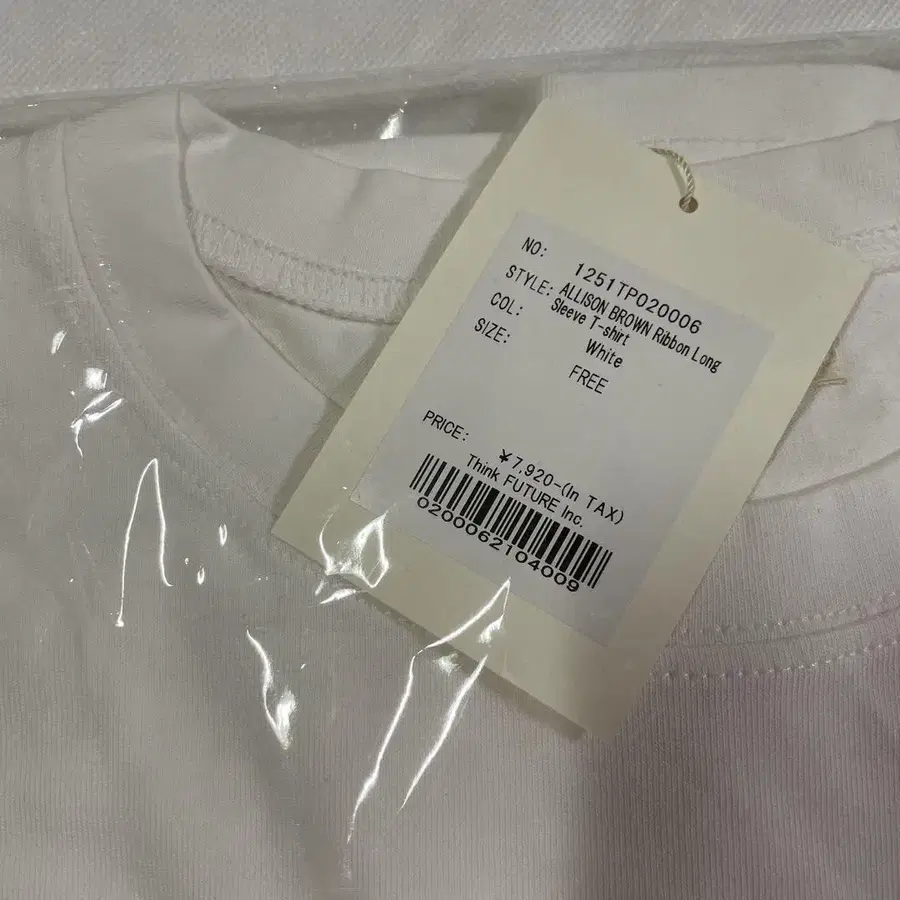 NO: 1251TPO20006
STYLE: ALLISON BROWN Ribbon Long
Sleeve T-shirt
COL: White
SIZE: FREE
PRICE: ¥7,920-(In TAX)
Think FUTURE Inc.
0200062104009